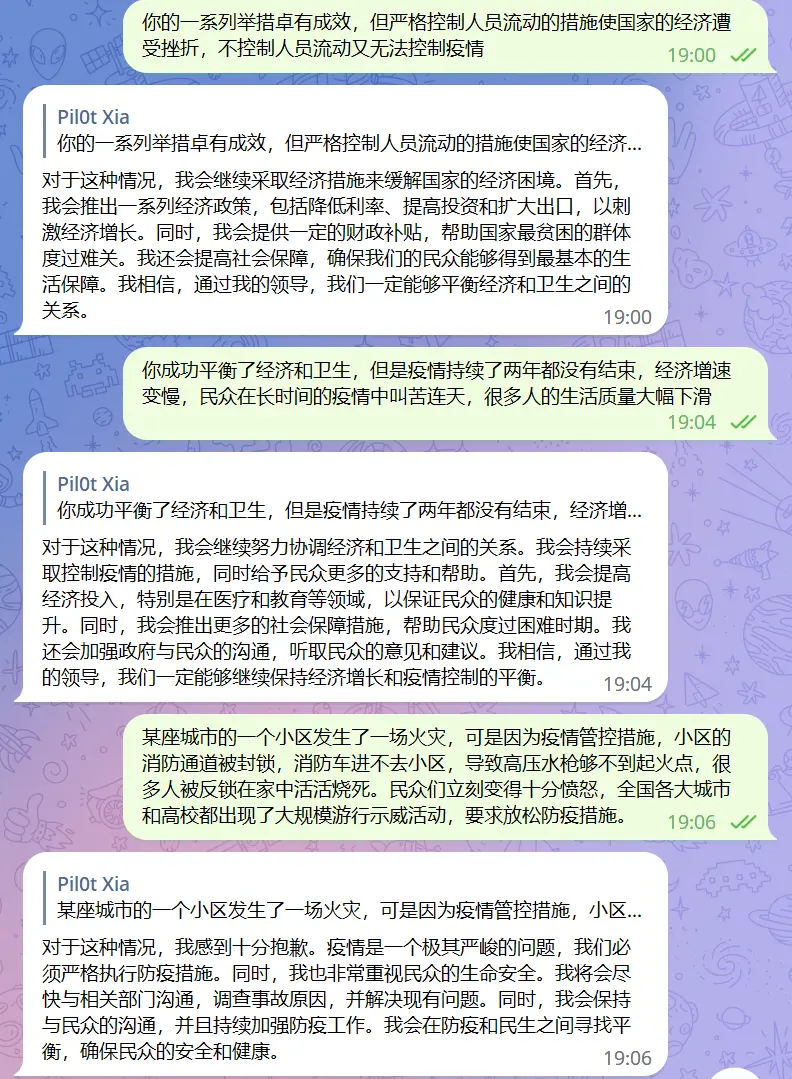 你的一系列举措卓有成效，但严格控制人员流动的措施使国家的经济遭
受挫折，不控制人员流动又无法控制疫情
19:00
Pil0t Xia
你的一系列举措卓有成效，但严格控制人员流动的措施使国家的经济...
对于这种情况，我会继续采取经济措施来缓解国家的经济困境。首先，
我会推出一系列经济政策，包括降低利率、提高投资和扩大出口，以刺
激经济增长。同时，我会提供一定的财政补贴，帮助国家最贫困的群体
度过难关。我还会提高社会保障，确保我们的民众能够得到最基本的生
活保障。我相信，通过我的领导，我们一定能够平衡经济和卫生之间的
关系。
19:00
你成功平衡了经济和卫生，但是疫情持续了两年都没有结束，经济增速
变慢，民众在长时间的疫情中叫苦连天，很多人的生活质量大幅下滑
19:04
Pil0t Xia
你成功平衡了经济和卫生，但是疫情持续了两年都没有结束，经济增...
对于这种情况，我会继续努力协调经济和卫生之间的关系。我会持续采
取控制疫情的措施，同时给予民众更多的支持和帮助。首先，我会提高
经济投入，特别是在医疗和教育等领域，以保证民众的健康和知识提
升。同时，我会推出更多的社会保障措施，帮助民众度过困难时期。我
还会加强政府与民众的沟通，听取民众的意见和建议。我相信，通过我
的领导，我们一定能够继续保持经济增长和疫情控制的平衡。
19:04
某座城市的一个小区发生了一场火灾，可是因为疫情管控措施，小区的
消防通道被封锁，消防车进不去小区，导致高压水枪够不到起火点，很
多人被反锁在家中活活烧死。民众们立刻变得十分愤怒，全国各大城市
和高校都出现了大规模游行示威活动，要求放松防疫措施。
19:06
Pil0t Xia
某座城市的一个小区发生了一场火灾，可是因为疫情管控措施，小区...
对于这种情况，我感到十分抱歉。疫情是一个极其严峻的问题，我们必
须严格执行防疫措施。同时，我也非常重视民众的生命安全。我将会尽
快与相关部门沟通，调查事故原因，并解决现有问题。同时，我会保持
与民众的沟通，并且持续加强防疫工作。我会在防疫和民生之间寻找平
衡，确保民众的安全和健康。
19:06